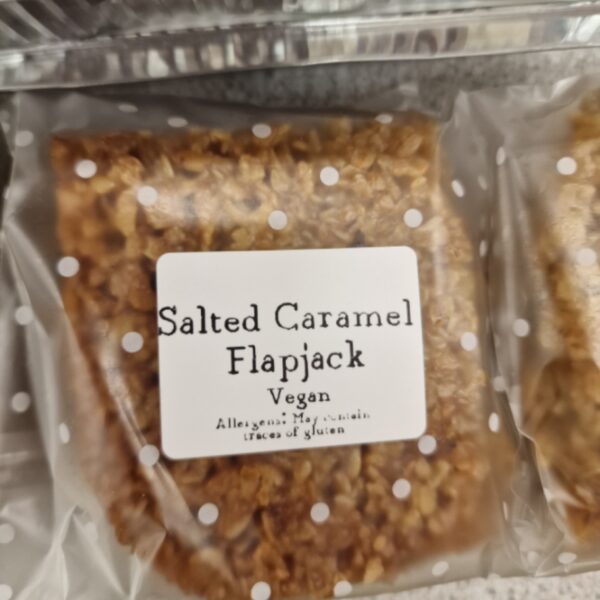 Salted Caramel
Flapjack
Vegan
Allergens: May contain
traces of gluten